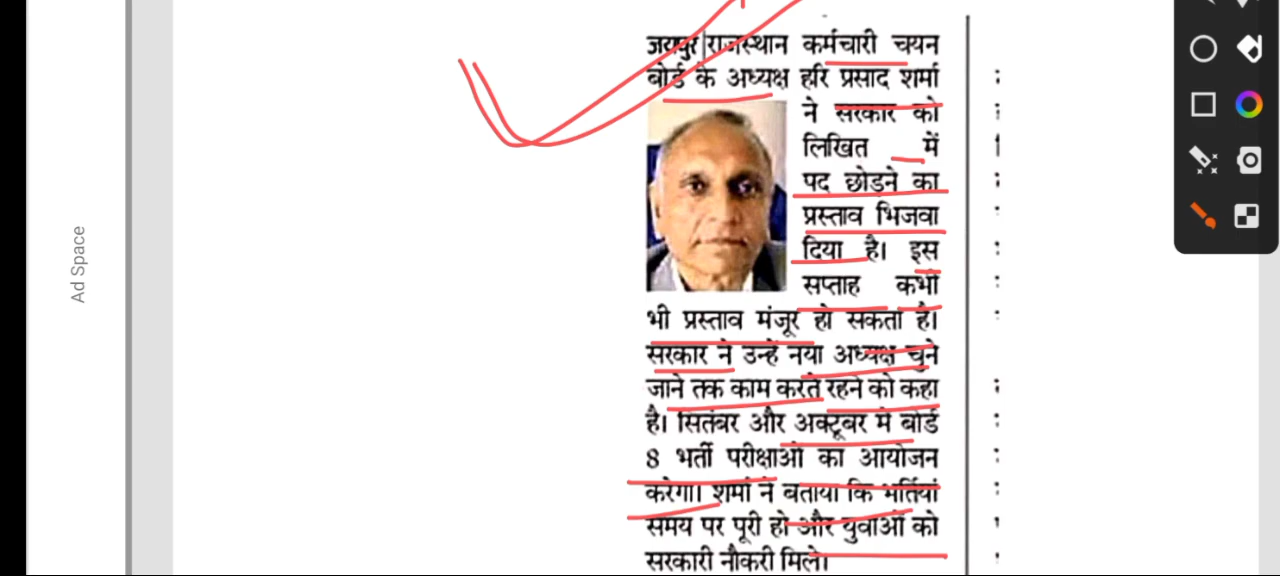 Ad Space
जयपुर|राजस्थान कर्मचारी चयन
बोर्ड के अध्यक्ष हरि प्रसाद शर्मा
ने सरकार को
लिखित में
पद छोड़ने का
प्रस्ताव भिजवा
दिया है। इस
सप्ताह कभी
भी प्रस्ताव मंजूर हो सकता है।
सरकार ने उन्हें नया अध्यक्ष चुने
जाने तक काम करते रहने को कहा
है। सितंबर और अक्टूबर में बोर्ड
8 भर्ती परीक्षाओं का आयोजन
करेगा। शर्मा ने बताया कि भर्तियां
समय पर पूरी हो और युवाओं को
सरकारी नौकरी मिले।